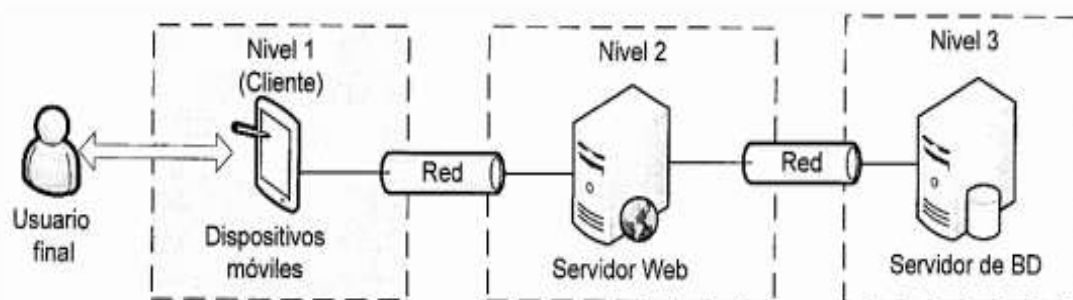 Nivel 1
(Cliente)
Nivel 2
Nivel 3
Red
Red
Usuario
final
Dispositivos
móviles
Servidor Web
Servidor de BD